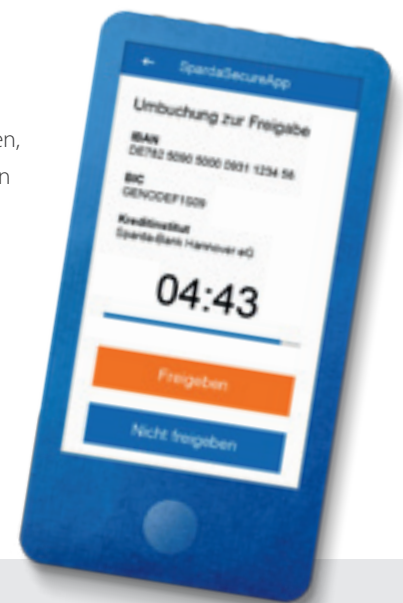 en,
n
← SpardaSecureApp
Umbuchung zur Freigabe
IBAN
DE782 5090 5000 0931 1234 56
BIC
GENODEF1S09
Kreditinstitut
Sparda-Bank Hannover eG
04:43
Freigeben
Nicht freigeben